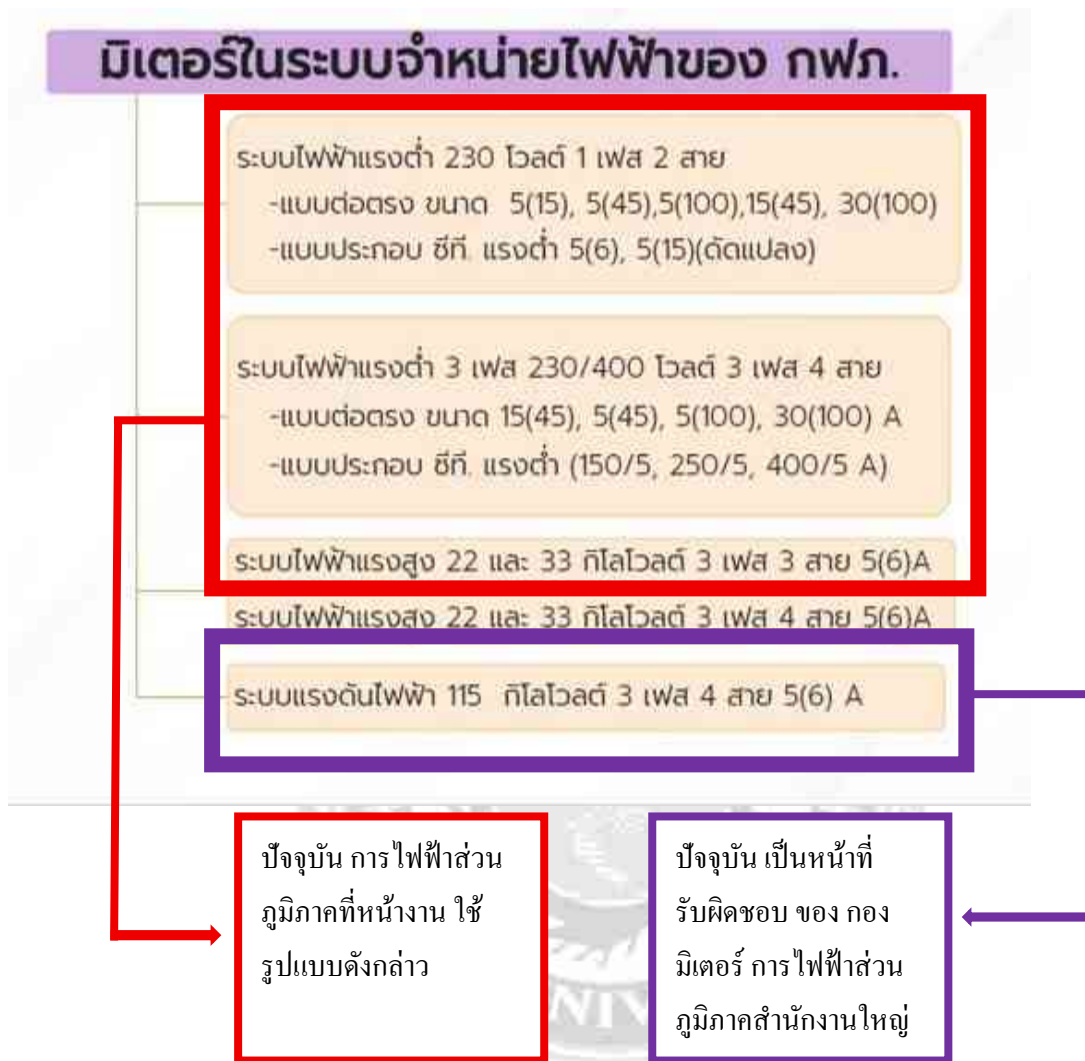 มิเตอร์ในระบบจำหน่ายไฟฟ้าของ กฟภ.
ระบบไฟฟ้าแรงต่ำ 230 โวลต์ 1 เฟส 2 สาย
-แบบต่อตรง ขนาด 5(15), 5(45),5(100),15(45), 30(100)
-แบบประกอบ ซีที. แรงต่ำ 5(6), 5(15)(ดัดแปลง)
ระบบไฟฟ้าแรงต่ำ 3 เฟส 230/400 โวลต์ 3 เฟส 4 สาย
-แบบต่อตรง ขนาด 15(45), 5(45), 5(100), 30(100) A
-แบบประกอบ ซีที. แรงต่ำ (150/5, 250/5, 400/5 A)
ระบบไฟฟ้าแรงสูง 22 และ 33 กิโลโวลต์ 3 เฟส 3 สาย 5(6)A
ระบบไฟฟ้าแรงสูง 22 และ 33 กิโลโวลต์ 3 เฟส 4 สาย 5(6)A
ระบบแรงดันไฟฟ้า 115 กิโลโวลต์ 3 เฟส 4 สาย 5(6) A
ปัจจุบัน การไฟฟ้าส่วน
ภูมิภาคที่หน้างาน ใช้
รูปแบบดังกล่าว
ปัจจุบัน เป็นหน้าที่
รับผิดชอบ ของ กอง
มิเตอร์ การไฟฟ้าส่วน
ภูมิภาคสำนักงานใหญ่